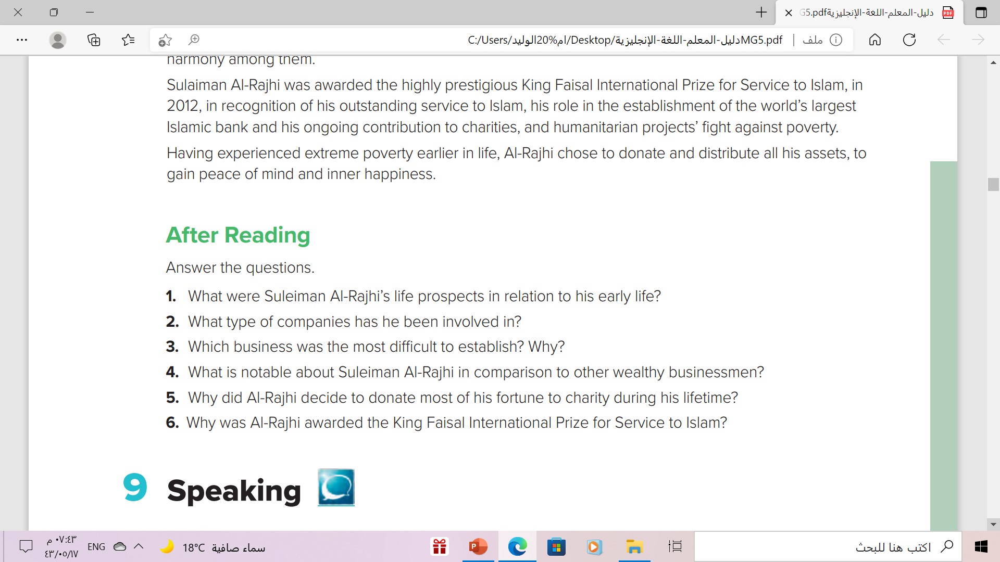 دليل-المعلم-اللغة-الإنجليزيةG5.pdf
C:/Users/ام%20الوليد/Desktop/دليل-المعلم-اللغة-الإنجليزيةMG5.pdf | ملف
harmony among them.
Sulaiman Al-Rajhi was awarded the highly prestigious King Faisal International Prize for Service to Islam, in
2012, in recognition of his outstanding service to Islam, his role in the establishment of the world's largest
Islamic bank and his ongoing contribution to charities, and humanitarian projects' fight against poverty.
Having experienced extreme poverty earlier in life, Al-Rajhi chose to donate and distribute all his assets, to
gain peace of mind and inner happiness.
After Reading
Answer the questions.
1. What were Suleiman Al-Rajhi's life prospects in relation to his early life?
2. What type of companies has he been involved in?
3. Which business was the most difficult to establish? Why?
4. What is notable about Suleiman Al-Rajhi in comparison to other wealthy businessmen?
5. Why did Al-Rajhi decide to donate most of his fortune to charity during his lifetime?
6. Why was Al-Rajhi awarded the King Faisal International Prize for Service to Islam?
9 Speaking
٠٧:٤٣ م
٤٣/٠٥/١٧
ENG
18°C سماء صافية
اكتب هنا للبحث